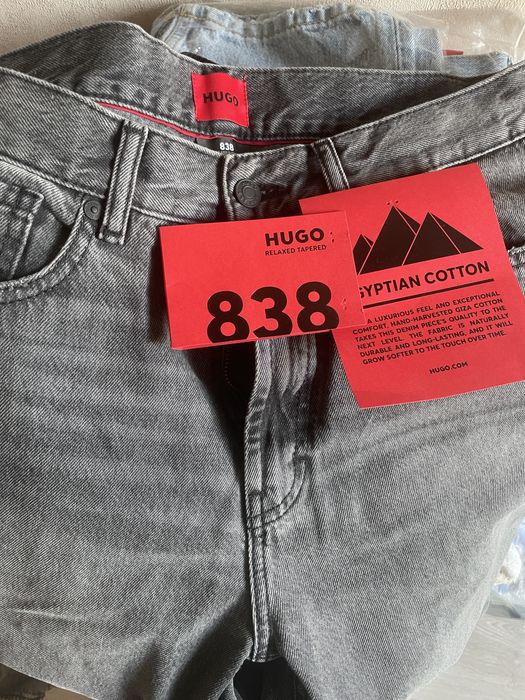 HUGO
838
HUGO
RELAXED TAPERED
838
GYPTIAN COTTON
A LUXURIOUS FEEL AND EXCEPTIONAL
COMFORT, HAND-HARVESTED GIZA COTTON
TAKES THIS DENIM PIECE'S QUALITY TO THE
NEXT LEVEL. THE FABRIC IS NATURALLY
DURABLE AND LONG-LASTING, AND IT WILL
GROW SOFTER TO THE TOUCH OVER TIME.
HUGO.COM